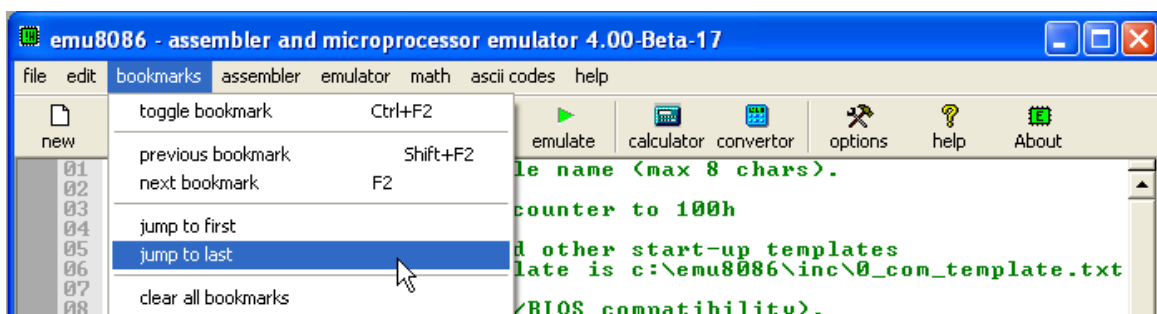 emu8086 - assembler and microprocessor emulator 4.00-Beta-17
file edit bookmarks assembler emulator math ascii codes help
new emulate calculator convertor options help About
toggle bookmark Ctrl+F2
previous bookmark Shift+F2
next bookmark F2
jump to first
jump to last
clear all bookmarks
01 le name (max 8 chars).
02
03 counter to 100h
04
05 d other start-up templates
06 late is c:\emu8086\inc\0_com_template.txt
07
08 /BIOS compatibility).